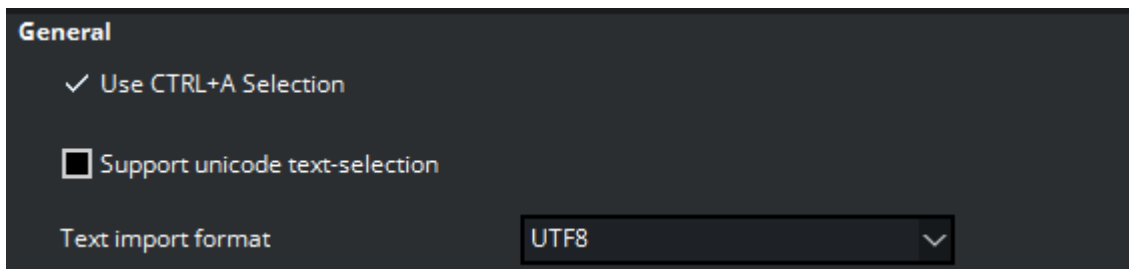 General
Use CTRL+A Selection
Support unicode text-selection
Text import format UTF8